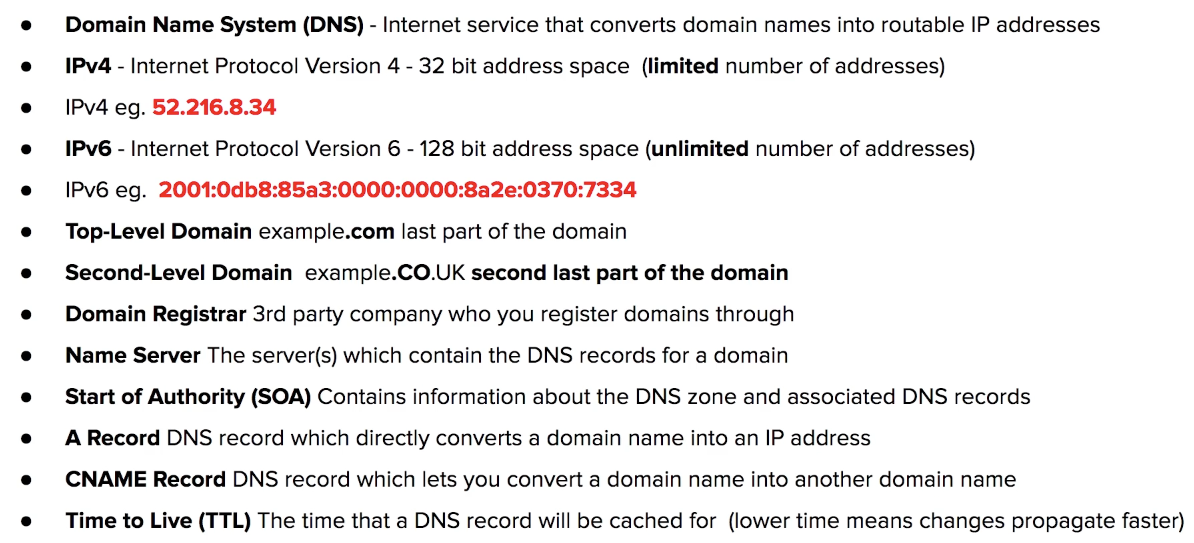 ● Domain Name System (DNS) - Internet service that converts domain names into routable IP addresses
● IPv4 - Internet Protocol Version 4 - 32 bit address space (limited number of addresses)
● IPv4 eg. 52.216.8.34
● IPv6 - Internet Protocol Version 6 - 128 bit address space (unlimited number of addresses)
● IPv6 eg. 2001:0db8:85a3:0000:0000:8a2e:0370:7334
● Top-Level Domain example.com last part of the domain
● Second-Level Domain example.CO.UK second last part of the domain
● Domain Registrar 3rd party company who you register domains through
● Name Server The server(s) which contain the DNS records for a domain
● Start of Authority (SOA) Contains information about the DNS zone and associated DNS records
● A Record DNS record which directly converts a domain name into an IP address
● CNAME Record DNS record which lets you convert a domain name into another domain name
● Time to Live (TTL) The time that a DNS record will be cached for (lower time means changes propagate faster)